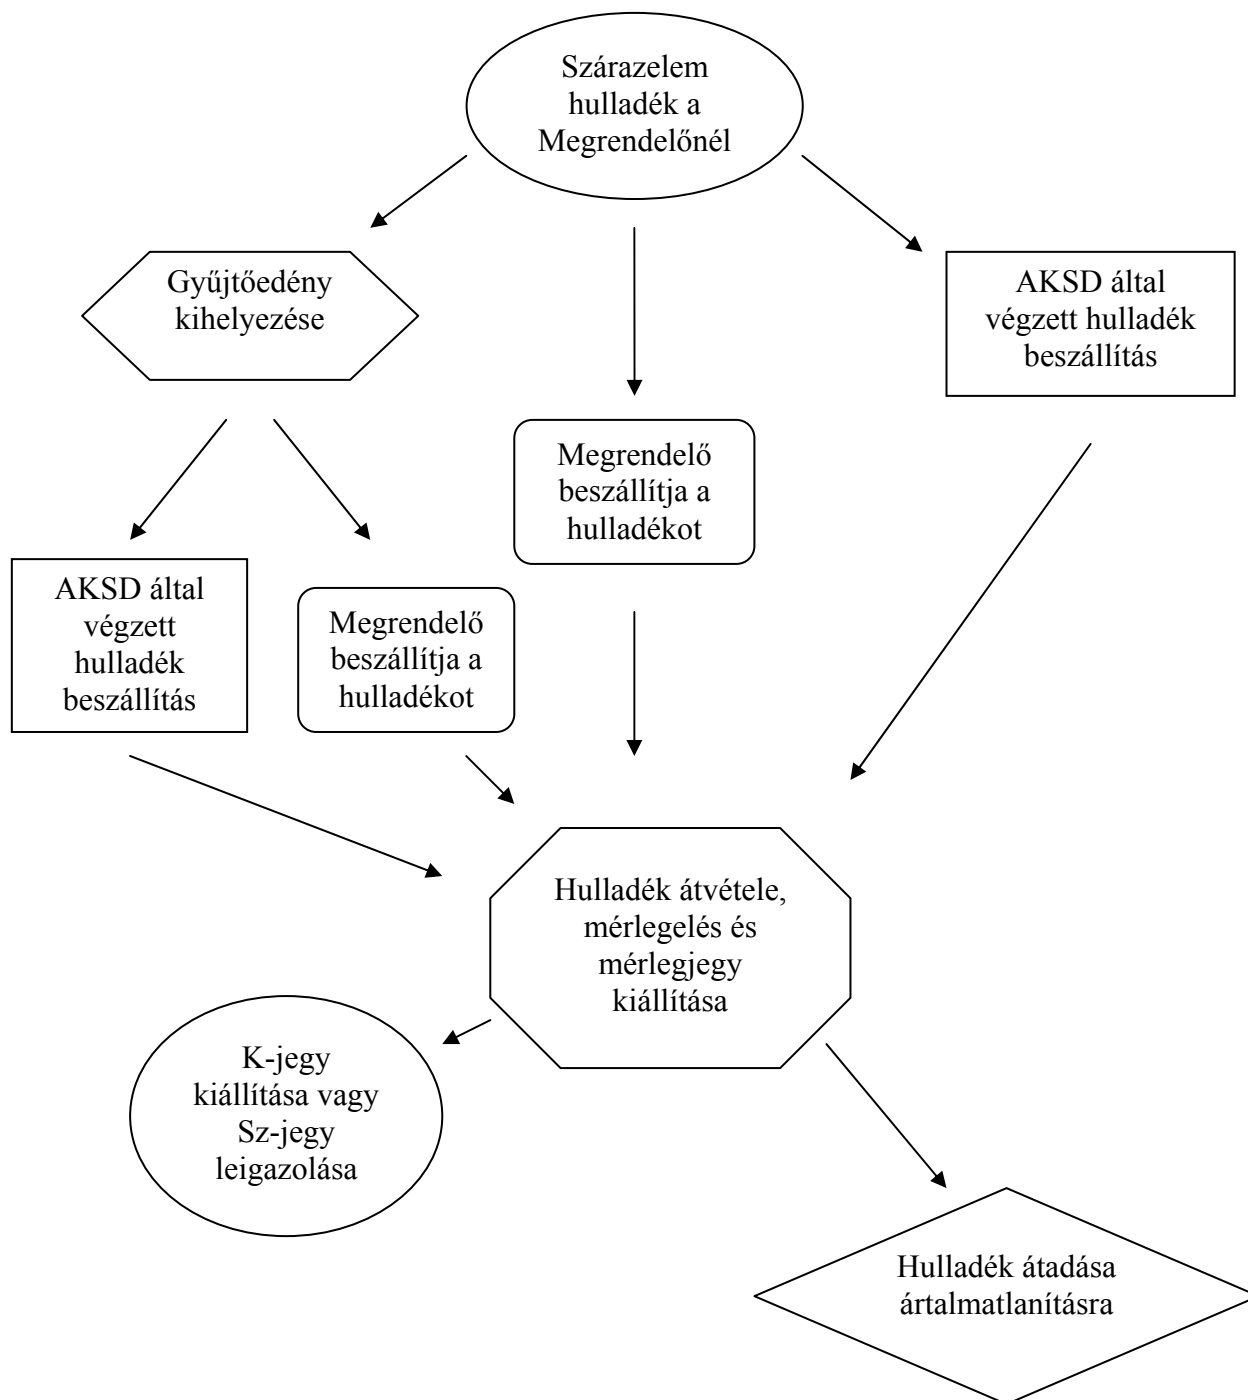 Szárazelem
hulladék a
Megrendelőnél
Gyűjtőedény
kihelyezése
AKSD által
végzett hulladék
beszállítás
Megrendelő
beszállítja a
hulladékot
AKSD által
végzett
hulladék
beszállítás
Megrendelő
beszállítja a
hulladékot
Hulladék átvétele,
mérlegelés és
mérlegjegy
kiállítása
K-jegy
kiállítása vagy
Sz-jegy
leigazolása
Hulladék átadása
ártalmatlanításra